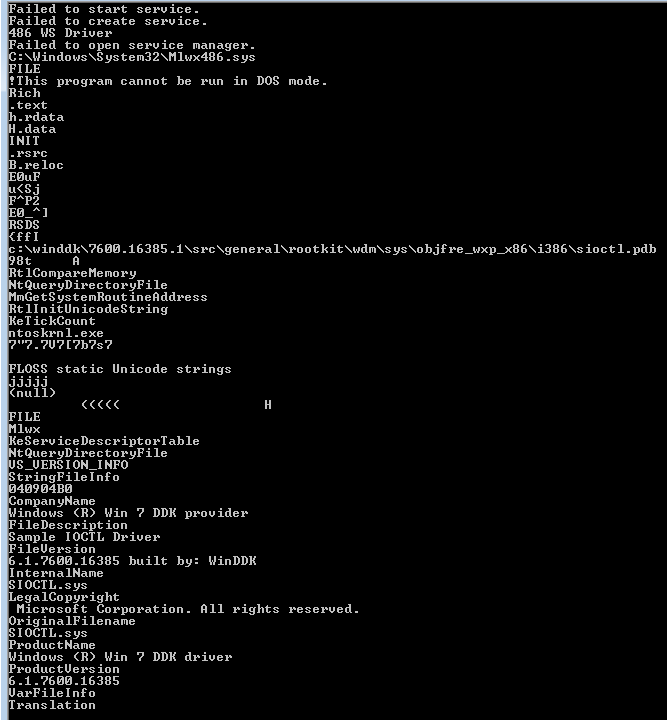 Failed to start service.
Failed to create service.
486 WS Driver
Failed to open service manager.
C:\Windows\System32\Mlwx486.sys
FILE
!This program cannot be run in DOS mode.
Rich
.text
h.rdata
H.data
INIT
.rsrc
B.reloc
E0uF
u<Sj
F^P2
E0_^]
RSDS
{ffI
c:\winddk\7600.16385.1\src\general\rootkit\wdm\sys\objfre_wxp_x86\i386\sioctl.pdb
98t     A
RtlCompareMemory
NtQueryDirectoryFile
MmGetSystemRoutineAddress
RtlInitUnicodeString
KeTickCount
ntoskrnl.exe
7"7.7V7[7b7s7
FLOSS static Unicode strings
jjjjj
(null)
         (((((                  H
FILE
Mlwx
KeServiceDescriptorTable
NtQueryDirectoryFile
VS_VERSION_INFO
StringFileInfo
040904B0
CompanyName
Windows (R) Win 7 DDK provider
FileDescription
Sample IOCTL Driver
FileVersion
6.1.7600.16385 built by: WinDDK
InternalName
SIOCTL.sys
LegalCopyright
 Microsoft Corporation. All rights reserved.
OriginalFilename
SIOCTL.sys
ProductName
Windows (R) Win 7 DDK driver
ProductVersion
6.1.7600.16385
VarFileInfo
Translation